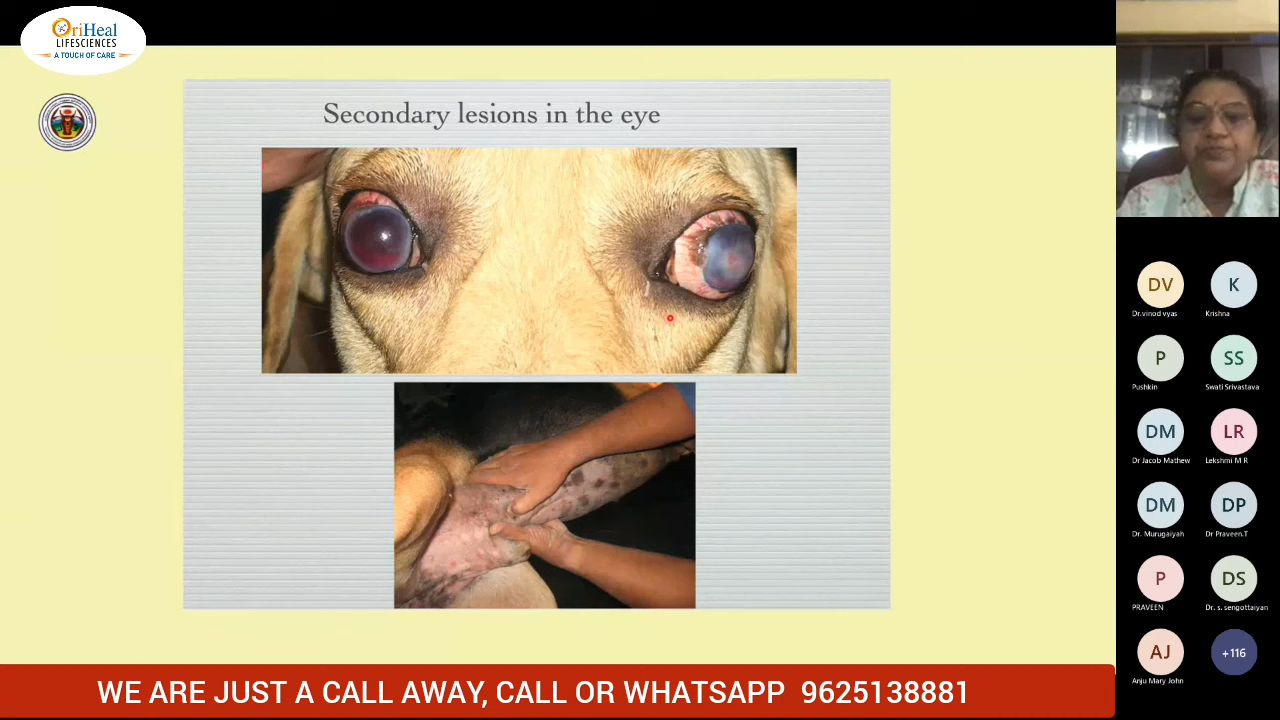 OriHeal
LIFESCIENCES
A TOUCH OF CARE
Secondary lesions in the eye
DV
Dr.vinod vyas
K
Krishna
P
Pushkin
SS
Swati Srivastava
DM
Dr Jacob Mathew
LR
Lekshmi M R
DM
Dr. Murugaiyah
DP
Dr Praveen.T
P
PRAVEEN
DS
Dr. s. sengottaiyan
AJ
Anju Mary John
+116
WE ARE JUST A CALL AWAY, CALL OR WHATSAPP 9625138881